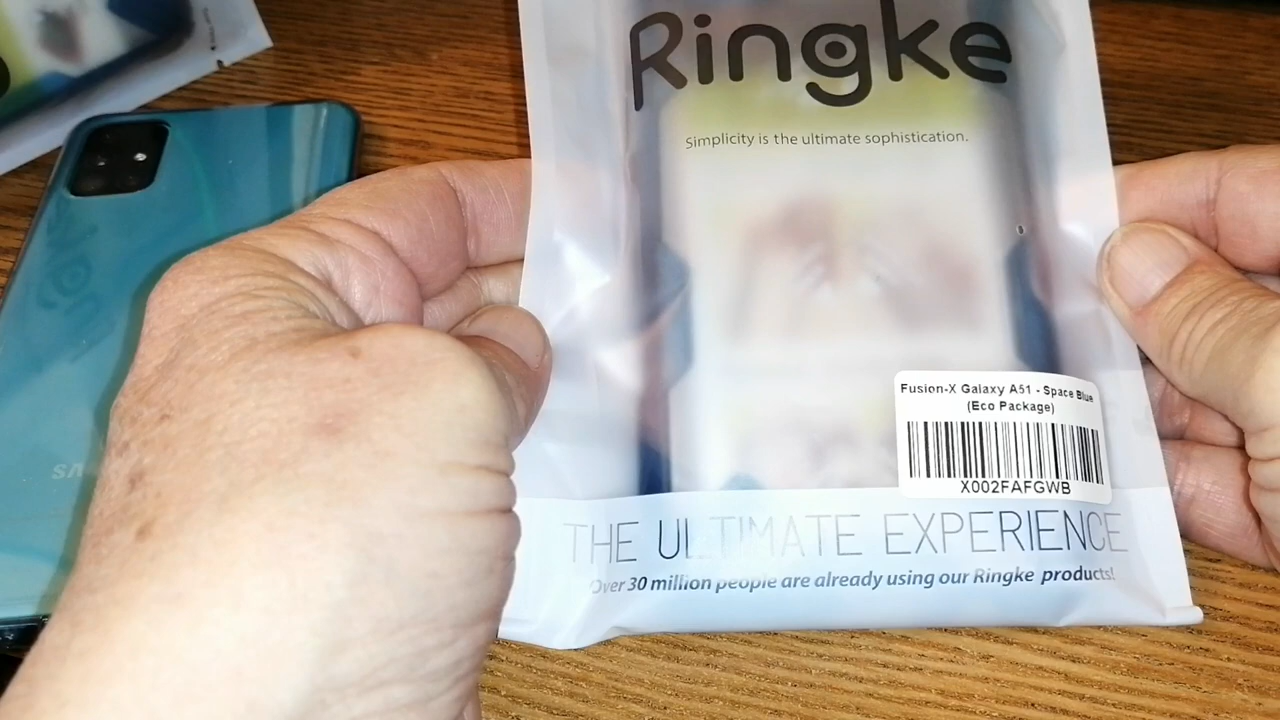 Ringke
Simplicity is the ultimate sophistication.
Fusion-X Galaxy A51 - Space Blue
(Eco Package)
X002FAFGWB
THE ULTIMATE EXPERIENCE
Over 30 million people are already using our Ringke products!
SA